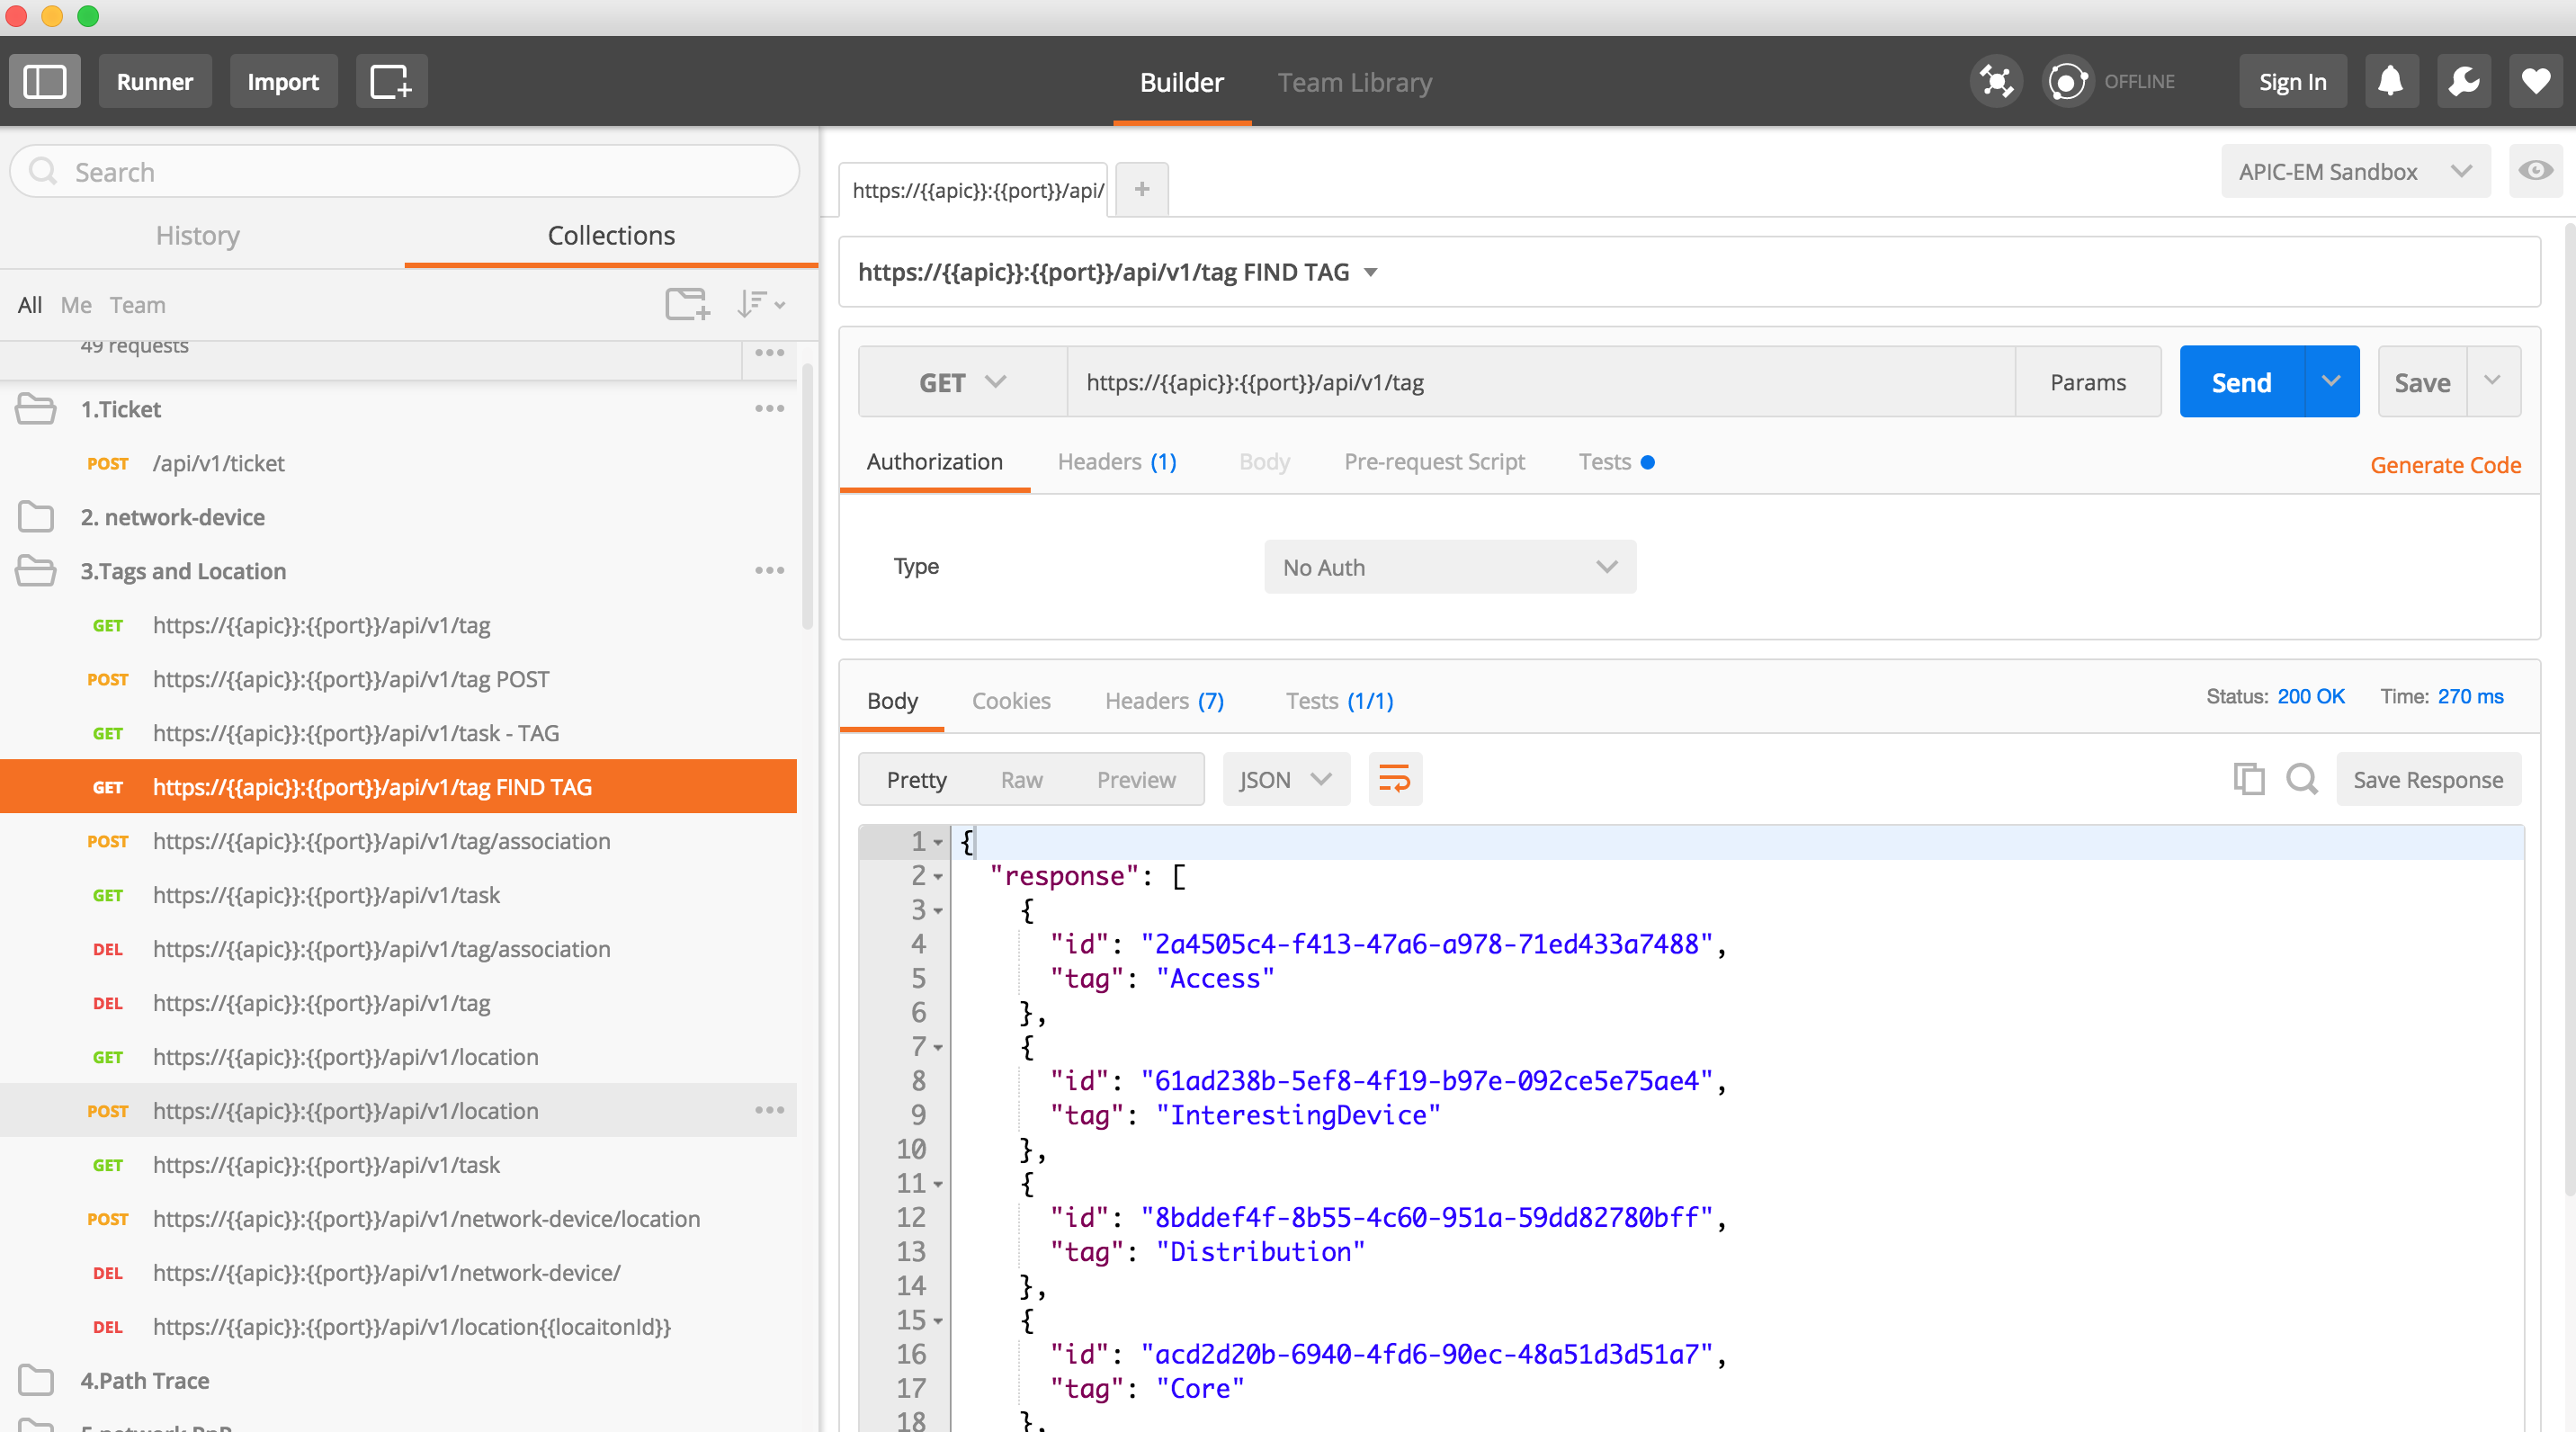 Runner Import Builder Team Library OFFLINE Sign In
Search
History Collections
All Me Team
49 requests
1.Ticket
POST /api/v1/ticket
2. network-device
3.Tags and Location
GET https://{{apic}}:{{port}}/api/v1/tag
POST https://{{apic}}:{{port}}/api/v1/tag POST
GET https://{{apic}}:{{port}}/api/v1/task - TAG
GET https://{{apic}}:{{port}}/api/v1/tag FIND TAG
POST https://{{apic}}:{{port}}/api/v1/tag/association
GET https://{{apic}}:{{port}}/api/v1/task
DEL https://{{apic}}:{{port}}/api/v1/tag/association
DEL https://{{apic}}:{{port}}/api/v1/tag
GET https://{{apic}}:{{port}}/api/v1/location
POST https://{{apic}}:{{port}}/api/v1/location
GET https://{{apic}}:{{port}}/api/v1/task
POST https://{{apic}}:{{port}}/api/v1/network-device/location
DEL https://{{apic}}:{{port}}/api/v1/network-device/
DEL https://{{apic}}:{{port}}/api/v1/location{{locaitonId}}
4.Path Trace
5.network PnP
https://{{apic}}:{{port}}/api/ +
APIC-EM Sandbox
https://{{apic}}:{{port}}/api/v1/tag FIND TAG
GET https://{{apic}}:{{port}}/api/v1/tag Params Send Save
Authorization Headers (1) Body Pre-request Script Tests Generate Code
Type No Auth
Body Cookies Headers (7) Tests (1/1) Status: 200 OK Time: 270 ms
Pretty Raw Preview JSON Save Response
1 {
2 "response": [
3 {
4 "id": "2a4505c4-f413-47a6-a978-71ed433a7488",
5 "tag": "Access"
6 },
7 {
8 "id": "61ad238b-5ef8-4f19-b97e-092ce5e75ae4",
9 "tag": "InterestingDevice"
10 },
11 {
12 "id": "8bddef4f-8b55-4c60-951a-59dd82780bff",
13 "tag": "Distribution"
14 },
15 {
16 "id": "acd2d20b-6940-4fd6-90ec-48a51d3d51a7",
17 "tag": "Core"
18 },